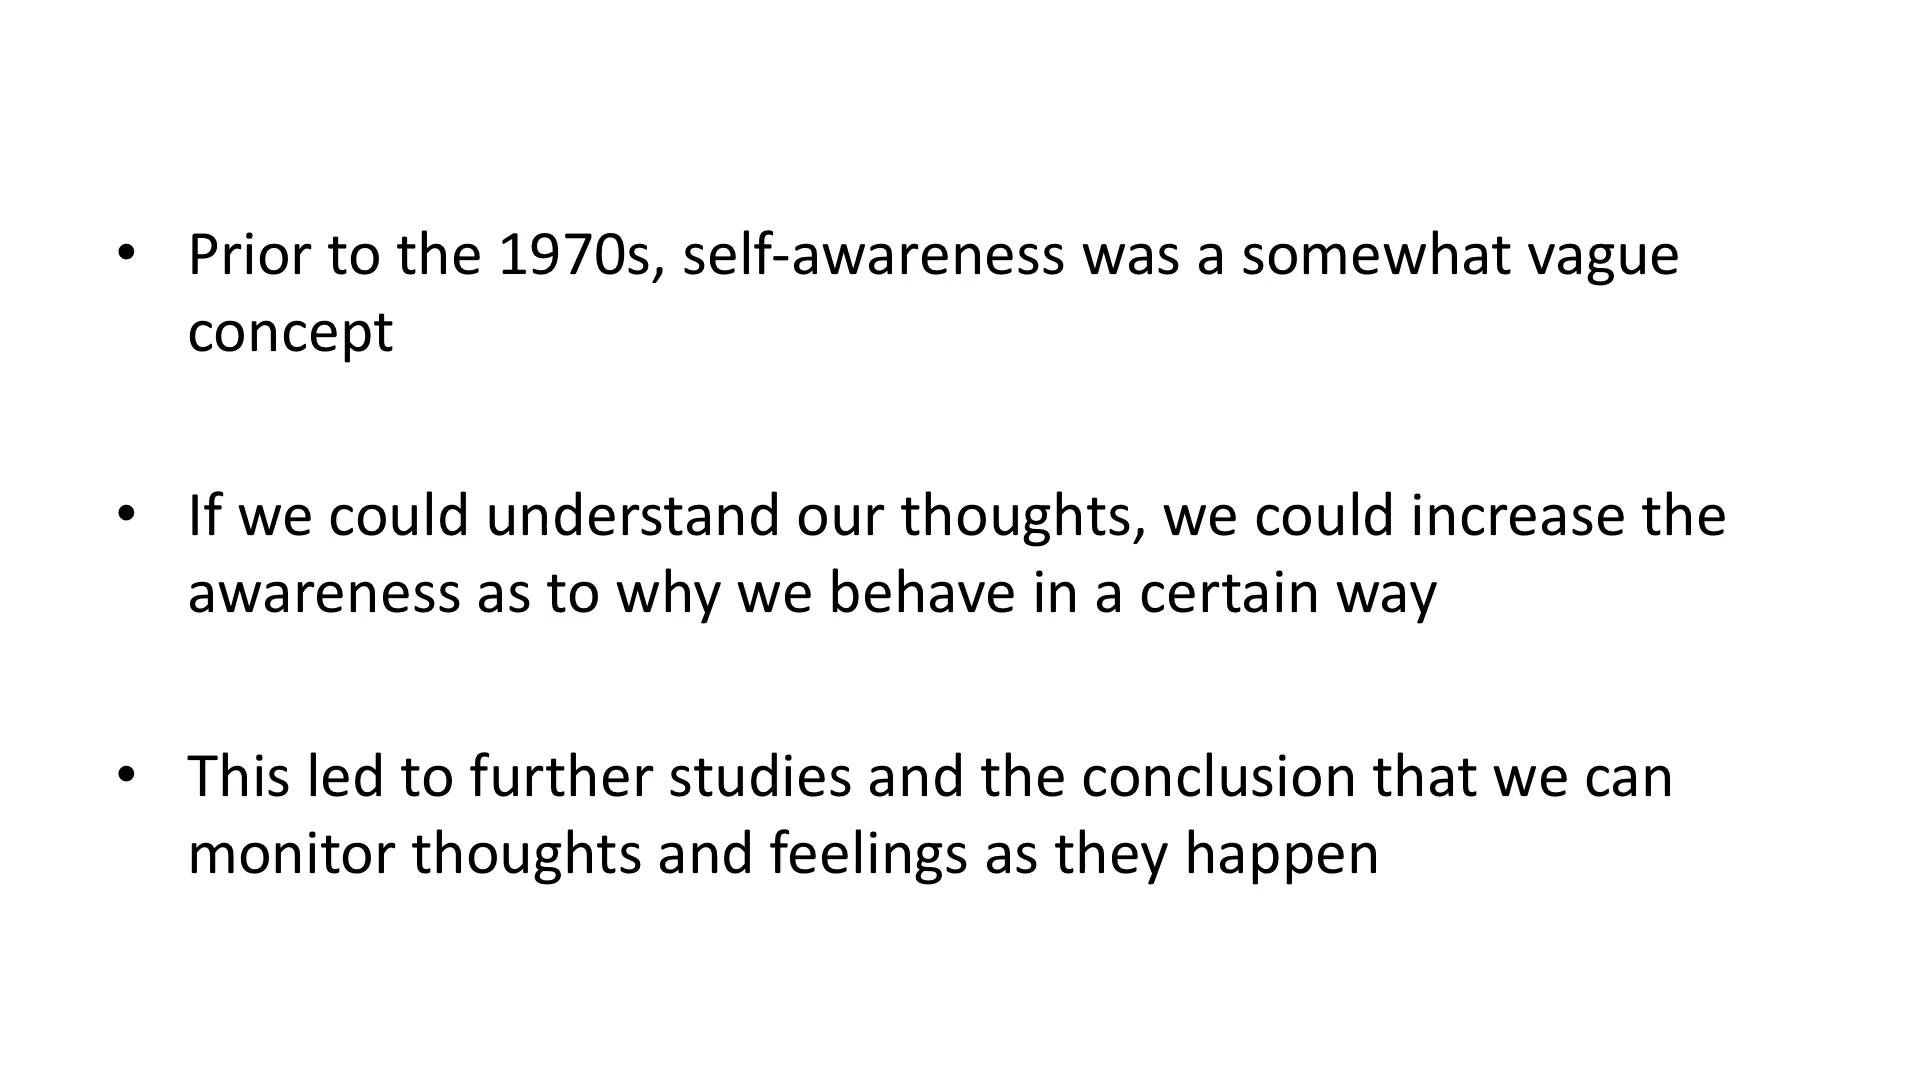 • Prior to the 1970s, self-awareness was a somewhat vague
concept
• If we could understand our thoughts, we could increase the
awareness as to why we behave in a certain way
• This led to further studies and the conclusion that we can
monitor thoughts and feelings as they happen